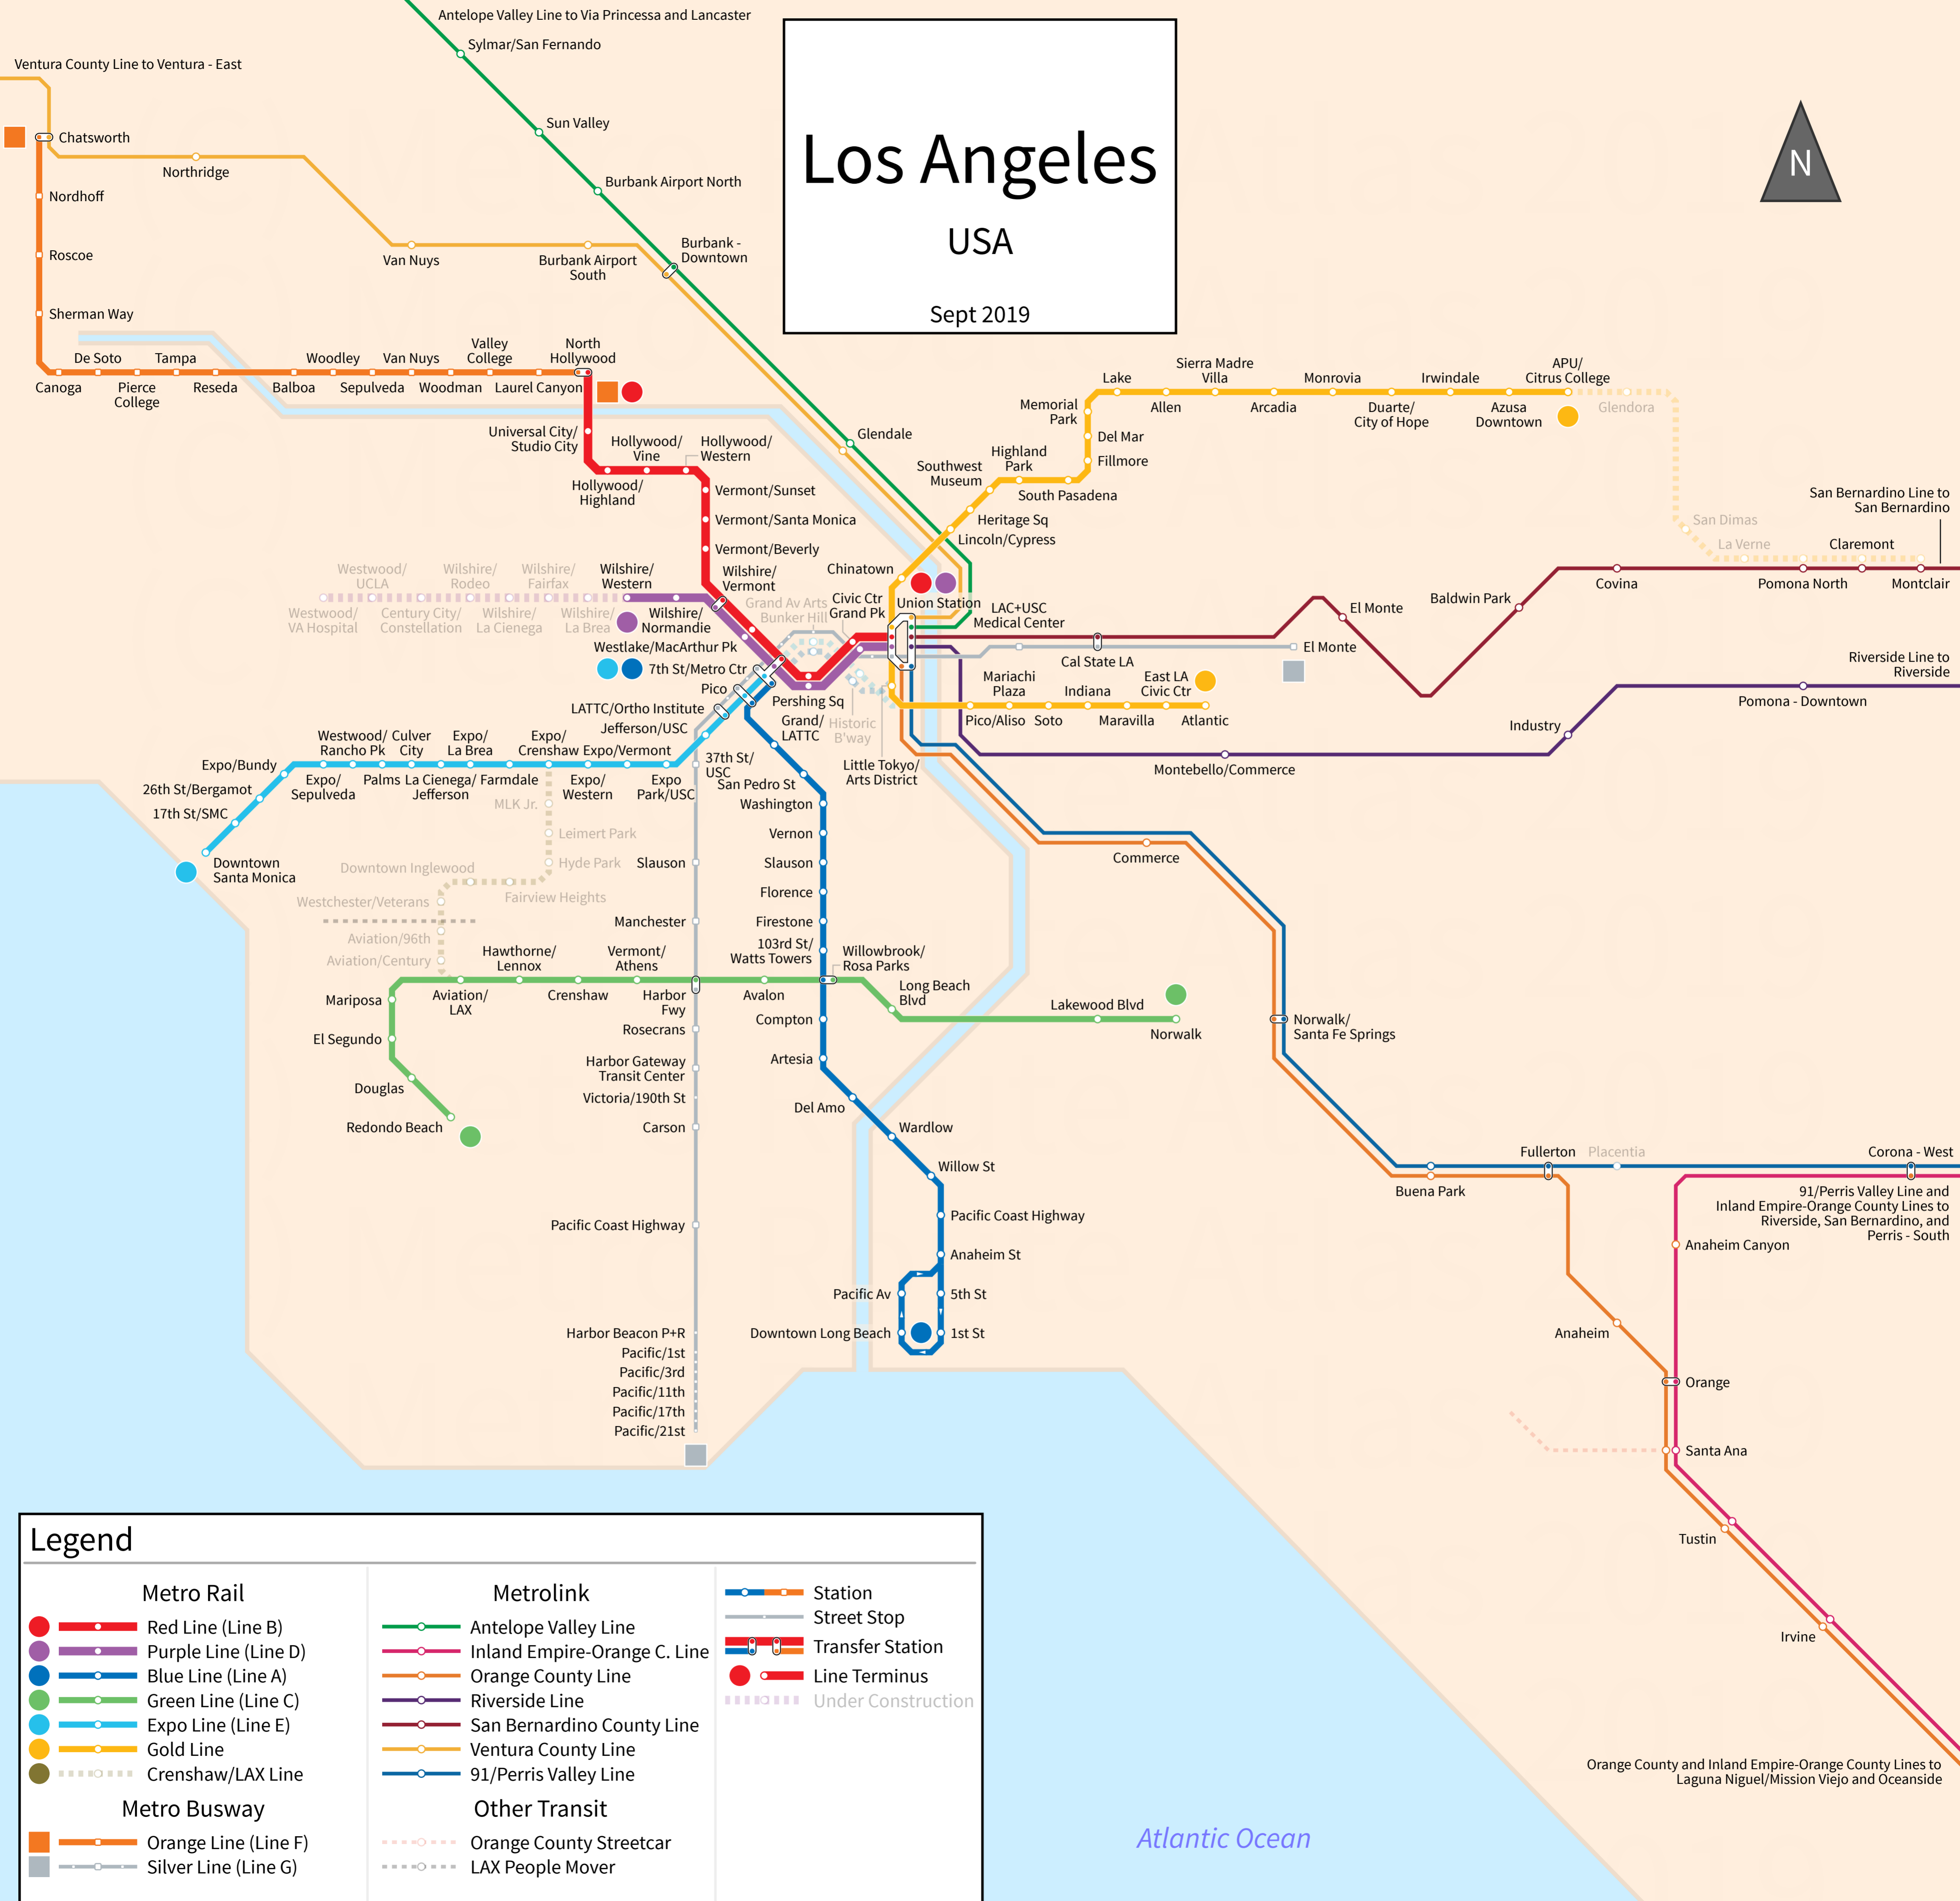 Antelope Valley Line to Via Princessa and Lancaster
Sylmar/San Fernando
Ventura County Line to Ventura - East
Los Angeles
USA
Sept 2019
N
Chatsworth
Northridge
Sun Valley
Burbank Airport North
Nordhoff
Roscoe
Sherman Way
Van Nuys
Burbank Airport
South
Burbank -
Downtown
De Soto
Tampa
Woodley
Van Nuys
Valley
College
North
Hollywood
Canoga
Pierce
College
Reseda
Balboa
Sepulveda
Woodman
Laurel Canyon
Universal City/
Studio City
Hollywood/
Vine
Hollywood/
Western
Hollywood/
Highland
Vermont/Sunset
Vermont/Santa Monica
Vermont/Beverly
Glendale
Lake
Sierra Madre
Villa
Monrovia
Irwindale
APU/
Citrus College
Memorial
Park
Allen
Arcadia
Duarte/
City of Hope
Azusa
Downtown
Glendora
Del Mar
Fillmore
Highland
Park
Southwest
Museum
South Pasadena
Heritage Sq
Lincoln/Cypress
San Bernardino Line to
San Bernardino
San Dimas
La Verne
Claremont
Covina
Pomona North
Montclair
Westwood/
UCLA
Wilshire/
Rodeo
Wilshire/
Fairfax
Wilshire/
Western
Wilshire/
Vermont
Westwood/
VA Hospital
Century City/
Constellation
Wilshire/
La Cienega
Wilshire/
La Brea
Wilshire/
Normandie
Chinatown
Union Station
Civic Ctr
Grand Pk
Grand Av Arts
Bunker Hill
LAC+USC
Medical Center
El Monte
Baldwin Park
Westlake/MacArthur Pk
7th St/Metro Ctr
Pico
Cal State LA
El Monte
Riverside Line to
Riverside
Pomona - Downtown
LATTC/Ortho Institute
Jefferson/USC
Pershing Sq
Grand/
LATTC
Historic
B'way
Mariachi
Plaza
Indiana
East LA
Civic Ctr
Pico/Aliso
Soto
Maravilla
Atlantic
Industry
Montebello/Commerce
Little Tokyo/
Arts District
Westwood/
Rancho Pk
Culver
City
Expo/
La Brea
Expo/
Crenshaw
Expo/Vermont
Expo/Bundy
Expo/
Sepulveda
Palms
La Cienega/
Jefferson
Farmdale
Expo/
Western
Expo
Park/USC
37th St/
USC
San Pedro St
26th St/Bergamot
17th St/SMC
Downtown
Santa Monica
MLK Jr.
Leimert Park
Hyde Park
Downtown Inglewood
Fairview Heights
Westchester/Veterans
Aviation/96th
Aviation/Century
Washington
Vernon
Slauson
Slauson
Florence
Manchester
Firestone
103rd St/
Watts Towers
Willowbrook/
Rosa Parks
Commerce
Hawthorne/
Lennox
Vermont/
Athens
Mariposa
Aviation/
LAX
Crenshaw
Harbor
Fwy
Avalon
Long Beach
Blvd
Lakewood Blvd
Norwalk
Norwalk/
Santa Fe Springs
El Segundo
Douglas
Redondo Beach
Rosecrans
Compton
Harbor Gateway
Transit Center
Artesia
Victoria/190th St
Del Amo
Carson
Wardlow
Willow St
Pacific Coast Highway
Pacific Coast Highway
Anaheim St
Pacific Av
5th St
Downtown Long Beach
1st St
Harbor Beacon P+R
Pacific/1st
Pacific/3rd
Pacific/11th
Pacific/17th
Pacific/21st
Buena Park
Fullerton
Placentia
Corona - West
91/Perris Valley Line and
Inland Empire-Orange County Lines to
Riverside, San Bernardino, and
Perris - South
Anaheim Canyon
Anaheim
Orange
Santa Ana
Tustin
Irvine
Orange County and Inland Empire-Orange County Lines to
Laguna Niguel/Mission Viejo and Oceanside
Atlantic Ocean
Legend
Metro Rail
Red Line (Line B)
Purple Line (Line D)
Blue Line (Line A)
Green Line (Line C)
Expo Line (Line E)
Gold Line
Crenshaw/LAX Line
Metro Busway
Orange Line (Line F)
Silver Line (Line G)
Metrolink
Antelope Valley Line
Inland Empire-Orange C. Line
Orange County Line
Riverside Line
San Bernardino County Line
Ventura County Line
91/Perris Valley Line
Other Transit
Orange County Streetcar
LAX People Mover
Station
Street Stop
Transfer Station
Line Terminus
Under Construction